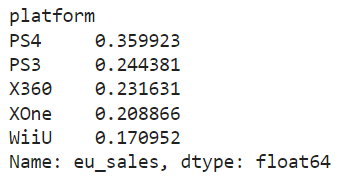 platform
PS4 0.359923
PS3 0.244381
X360 0.231631
XOne 0.208866
WiiU 0.170952
Name: eu_sales, dtype: float64